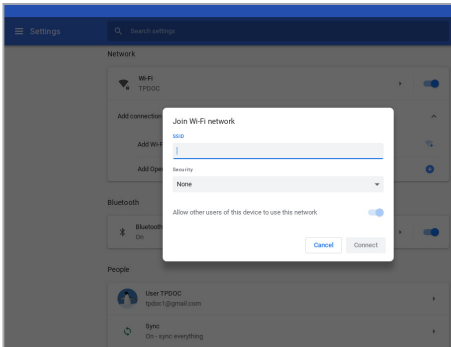 Settings
Search settings
Network
Wi-Fi
TPDOC
Add connection
Join Wi-Fi network
SSID
Add Wi-F
Security
Add Ope
None
Bluetooth
Allow other users of this device to use this network
Bluetooth
On
Cancel
Connect
People
User TPDOC
tpdoc1@gmail.com
Sync
On - sync everything